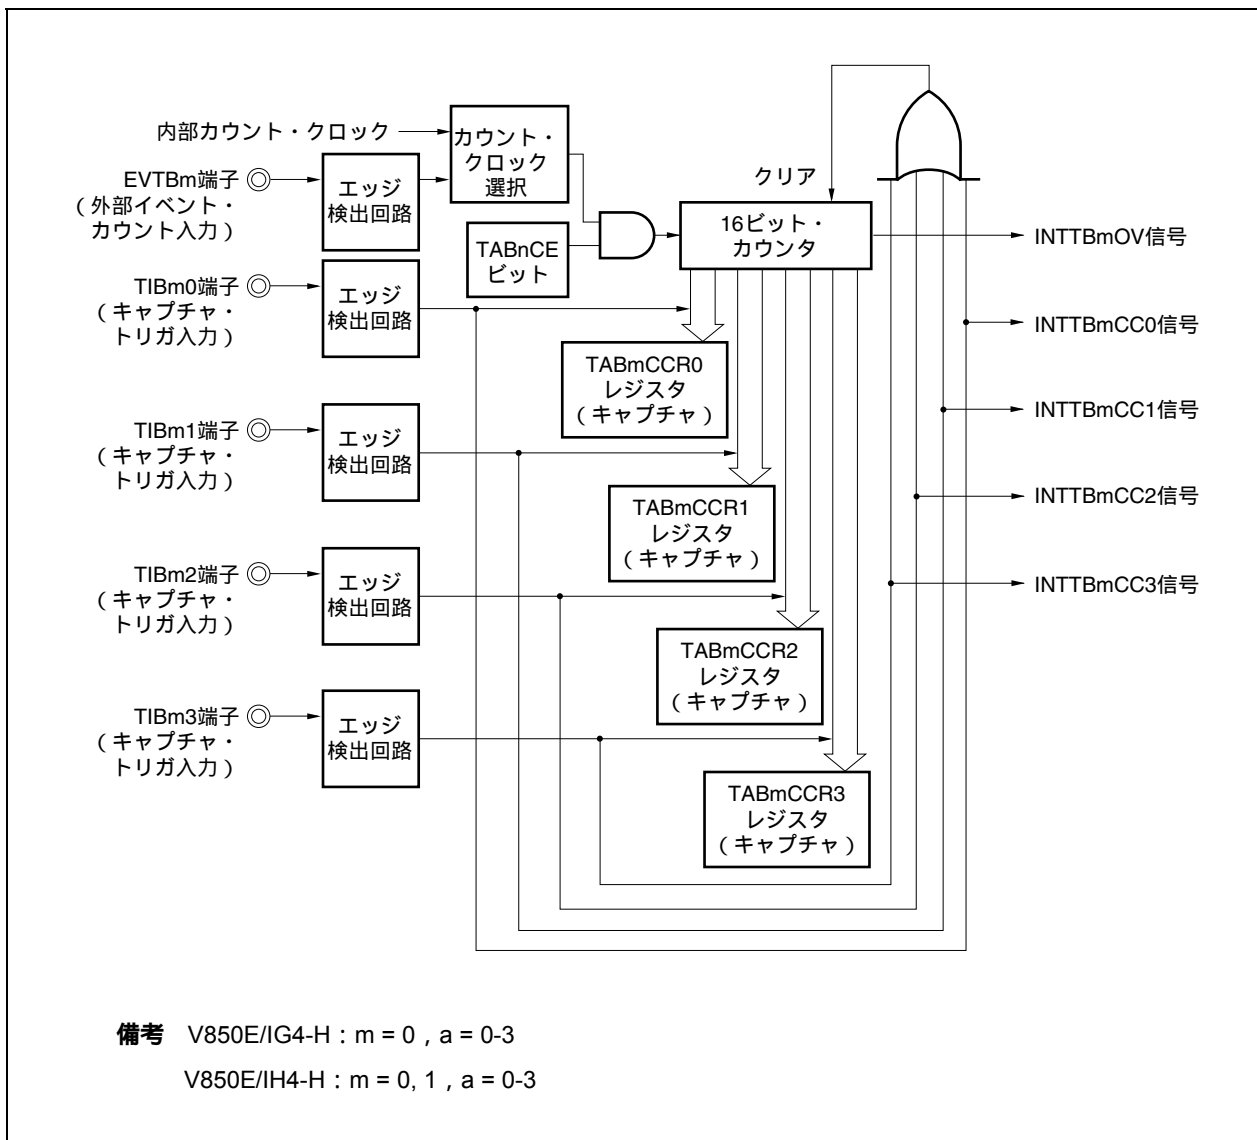 内部カウント・クロック
カウント・
クロック
選択
EVTBm端子
（外部イベント・
カウント入力）
エッジ
検出回路
TABnCE
ビット
クリア
16ビット・
カウンタ
INTTBmOV信号
TIBm0端子
（キャプチャ・
トリガ入力）
エッジ
検出回路
INTTBmCC0信号
TABmCCR0
レジスタ
（キャプチャ）
TIBm1端子
（キャプチャ・
トリガ入力）
エッジ
検出回路
INTTBmCC1信号
TABmCCR1
レジスタ
（キャプチャ）
INTTBmCC2信号
TIBm2端子
（キャプチャ・
トリガ入力）
エッジ
検出回路
INTTBmCC3信号
TABmCCR2
レジスタ
（キャプチャ）
TIBm3端子
（キャプチャ・
トリガ入力）
エッジ
検出回路
TABmCCR3
レジスタ
（キャプチャ）
備考 V850E/IG4-H：m = 0，a = 0-3
V850E/IH4-H：m = 0, 1，a = 0-3